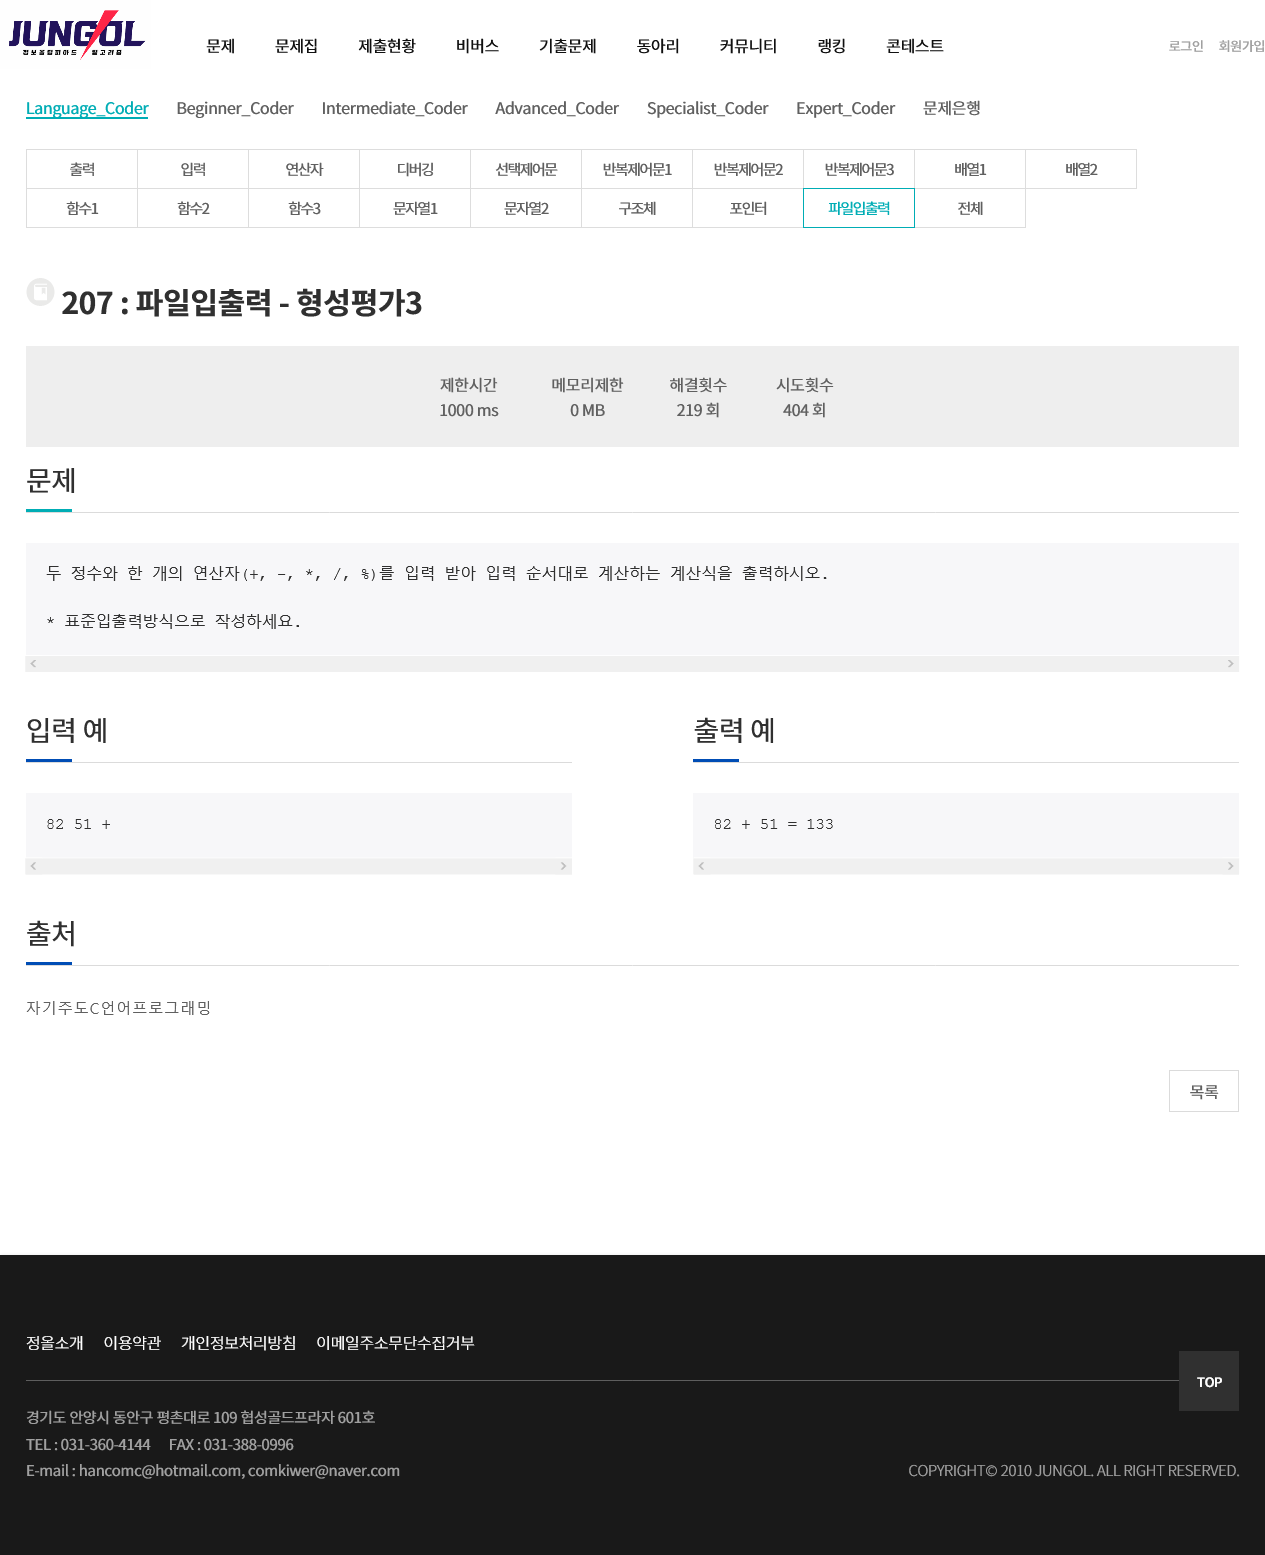 JUNGOL
정보올림피아드 알고리즘
문제 문제집 제출현황 비버스 기출문제 동아리 커뮤니티 랭킹 콘테스트 로그인 회원가입
Language_Coder Beginner_Coder Intermediate_Coder Advanced_Coder Specialist_Coder Expert_Coder 문제은행
출력 입력 연산자 디버깅 선택제어문 반복제어문1 반복제어문2 반복제어문3 배열1 배열2
함수1 함수2 함수3 문자열1 문자열2 구조체 포인터 파일입출력 전체
207 : 파일입출력 - 형성평가3
제한시간 메모리제한 해결횟수 시도횟수
1000 ms 0 MB 219 회 404 회
문제
두 정수와 한 개의 연산자(+, -, *, /, %)를 입력 받아 입력 순서대로 계산하는 계산식을 출력하시오.
* 표준입출력방식으로 작성하세요.
입력 예 출력 예
82 51 + 82 + 51 = 133
출처
자기주도C언어프로그래밍
목록
정올소개 이용약관 개인정보처리방침 이메일주소무단수집거부
TOP
경기도 안양시 동안구 평촌대로 109 협성골드프라자 601호
TEL : 031-360-4144 FAX : 031-388-0996
E-mail : hancomc@hotmail.com, comkiwer@naver.com COPYRIGHT© 2010 JUNGOL. ALL RIGHT RESERVED.